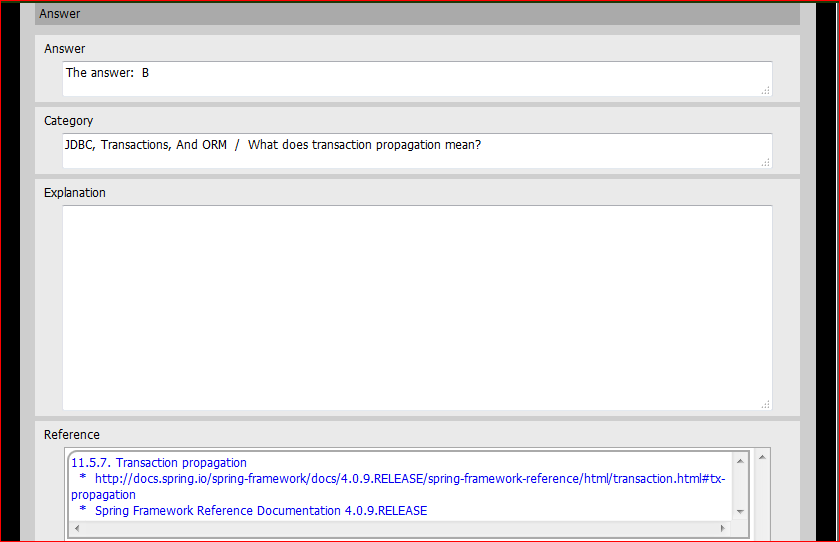 Answer
Answer
The answer:  B
Category
JDBC, Transactions, And ORM  /  What does transaction propagation mean?
Explanation
Reference
11.5.7. Transaction propagation
*  http://docs.spring.io/spring-framework/docs/4.0.9.RELEASE/spring-framework-reference/html/transaction.html#tx-
propagation
*  Spring Framework Reference Documentation 4.0.9.RELEASE